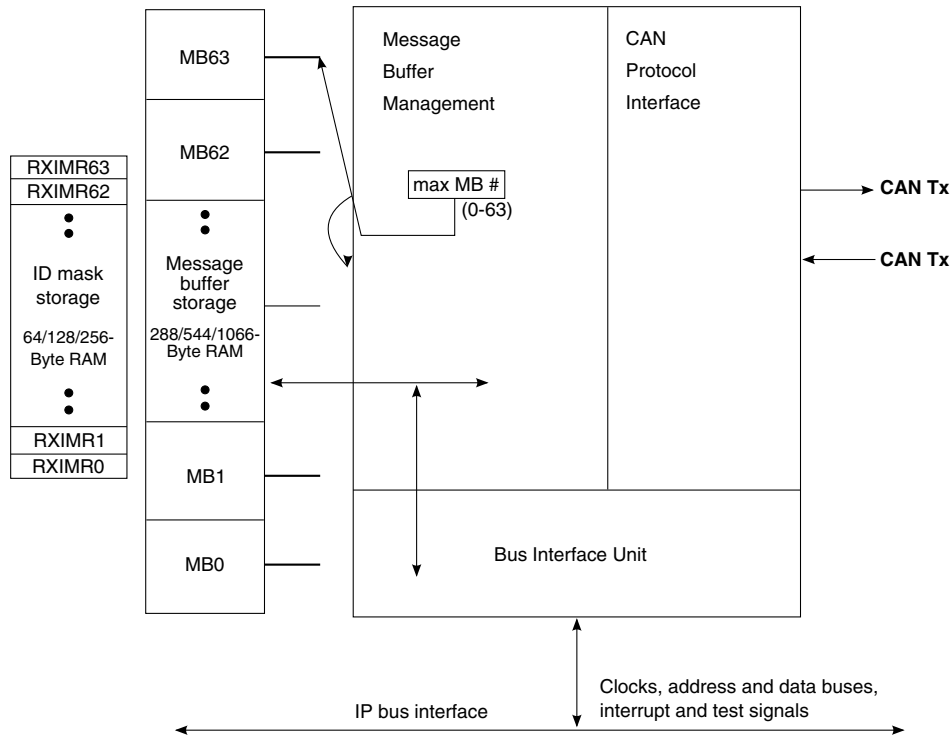 MB63
MB62
Message
buffer
storage
288/544/1066-
Byte RAM
MB1
MB0
RXIMR63
RXIMR62
ID mask
storage
64/128/256-
Byte RAM
RXIMR1
RXIMR0
Message
Buffer
Management
max MB #
(0-63)
CAN
Protocol
Interface
CAN Tx
CAN Tx
Bus Interface Unit
Clocks, address and data buses,
interrupt and test signals
IP bus interface